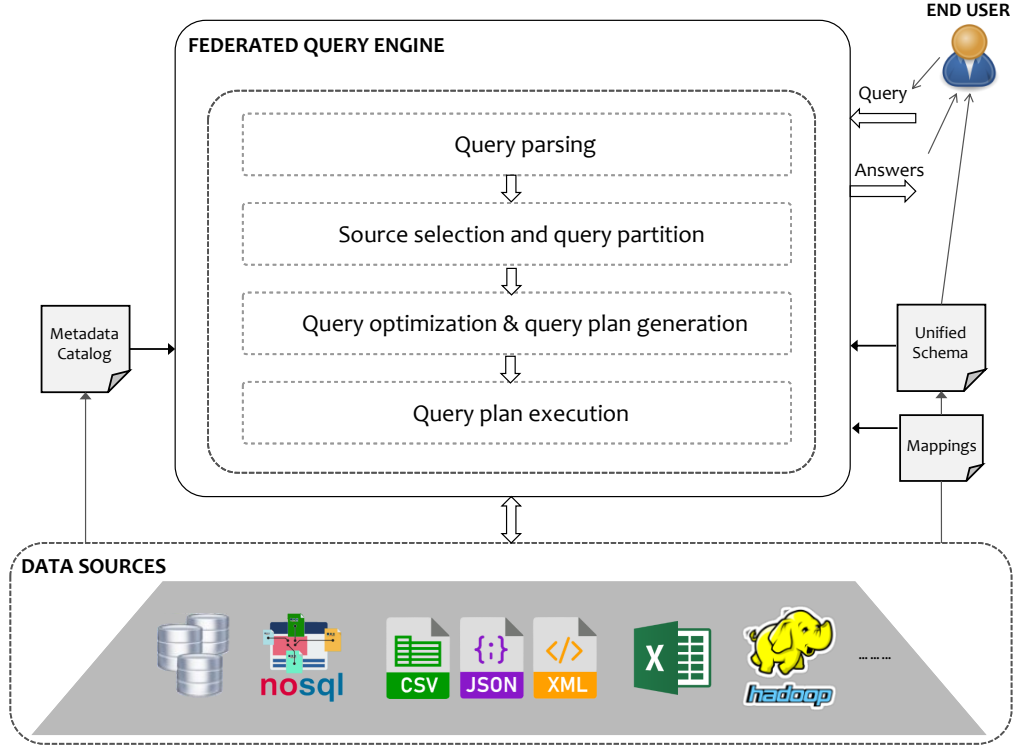 END USER
FEDERATED QUERY ENGINE
Query
Query parsing
Answers
Source selection and query partition
Metadata
Catalog
Query optimization & query plan generation
Unified
Schema
Query plan execution
Mappings
DATA SOURCES
nosql
CSV
{;}
JSON
</>
XML
X
hadoop
………